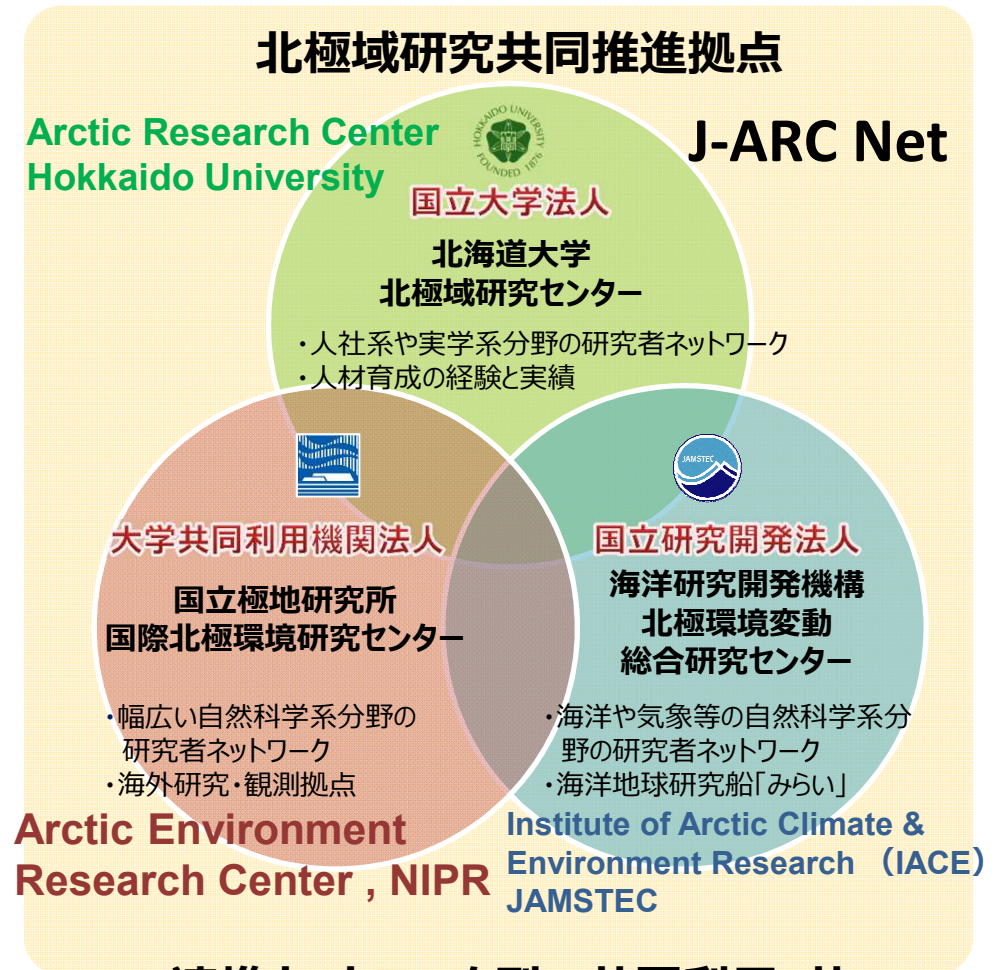 北極域研究共同推進拠点
Arctic Research Center
Hokkaido University
J-ARC Net
HOKKAIDO UNIVERSITY
FOUNDED 1876
国立大学法人
北海道大学
北極域研究センター
・人社系や実学系分野の研究者ネットワーク
・人材育成の経験と実績
大学共同利用機関法人
国立極地研究所
国際北極環境研究センター
・幅広い自然科学系分野の
研究者ネットワーク
・海外研究・観測拠点
Arctic Environment
Research Center , NIPR
JAMSTEC
国立研究開発法人
海洋研究開発機構
北極環境変動
総合研究センター
・海洋や気象等の自然科学系分
野の研究者ネットワーク
・海洋地球研究船「みらい」
Institute of Arctic Climate &
Environment Research （IACE）
JAMSTEC